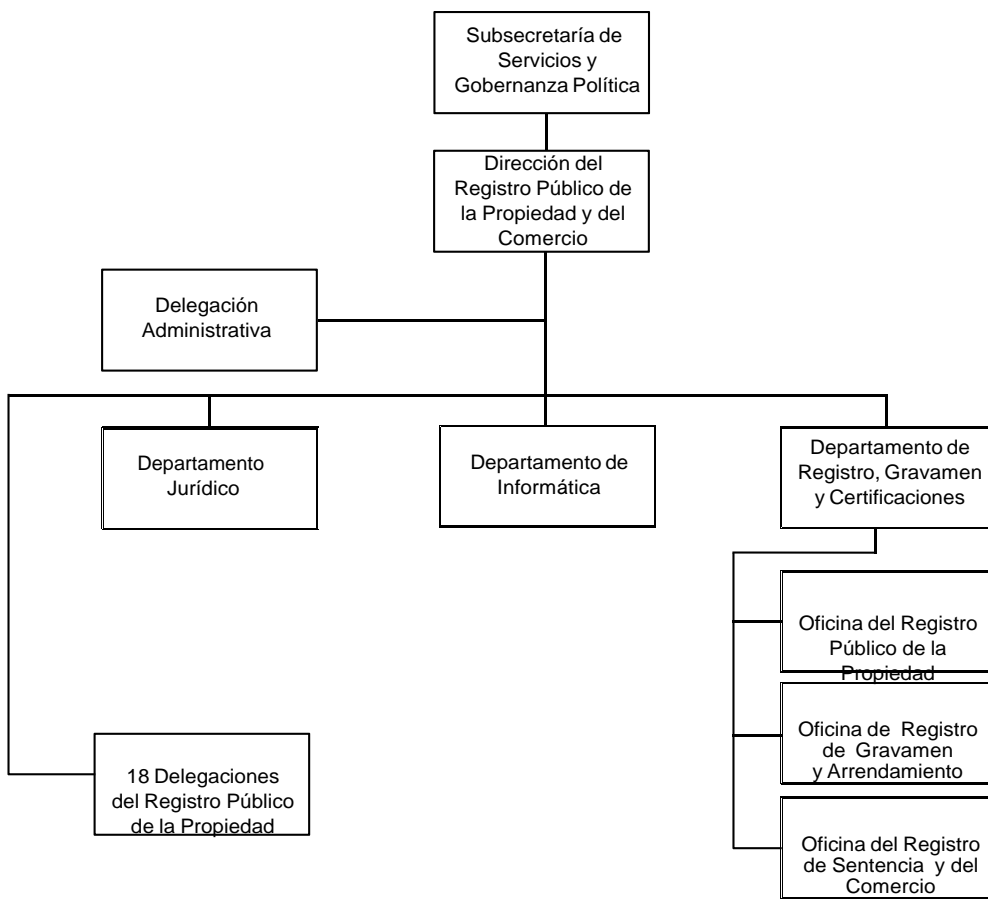 Subsecretaría de
Servicios y
Gobernanza Política
Dirección del
Registro Público de
la Propiedad y del
Comercio
Delegación
Administrativa
Departamento
Jurídico
Departamento de
Informática
Departamento de
Registro, Gravamen
y Certificaciones
Oficina del Registro
Público de la
Propiedad
Oficina de Registro
de Gravamen
y Arrendamiento
18 Delegaciones
del Registro Público
de la Propiedad
Oficina del Registro
de Sentencia y del
Comercio